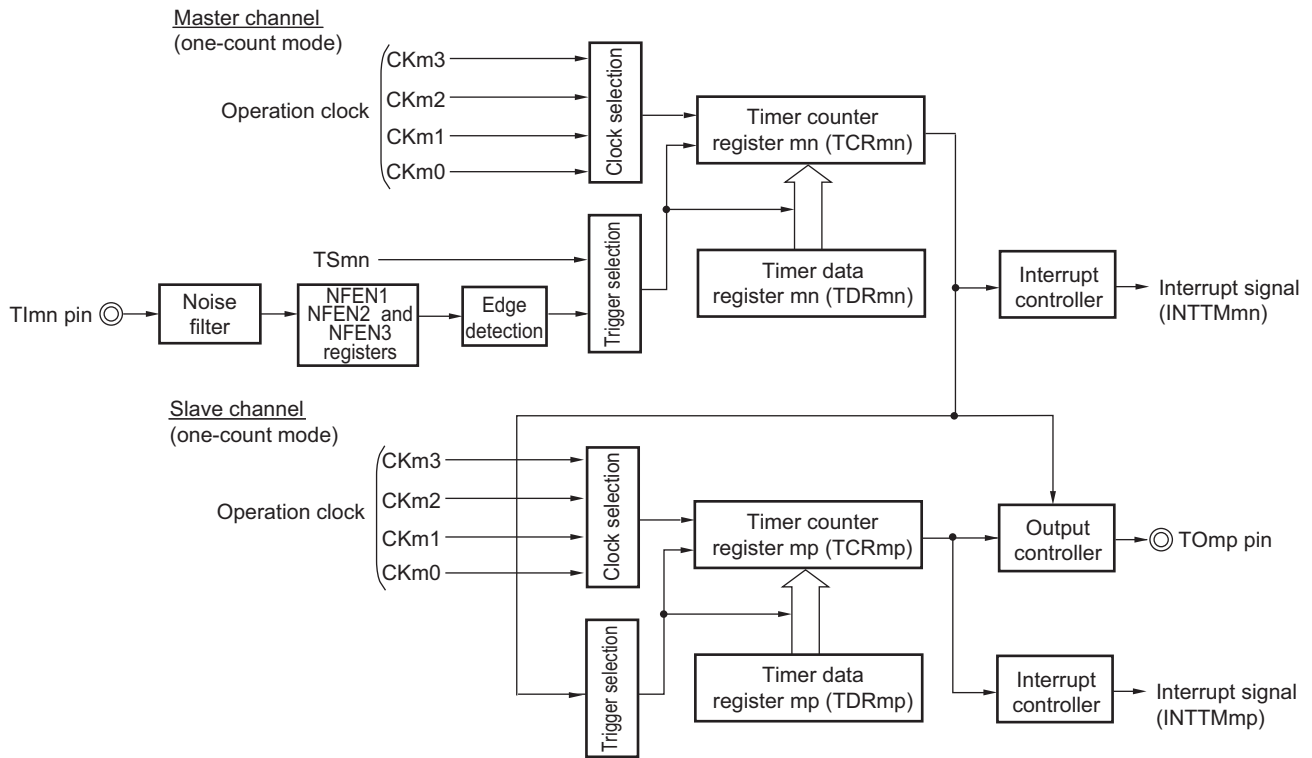 Master channel
(one-count mode)
CKm3
CKm2
Operation clock
CKm1
CKm0
Clock selection
Timer counter
register mn (TCRmn)
TSmn
Trigger selection
Timer data
register mn (TDRmn)
Interrupt
controller
Interrupt signal
(INTTMmn)
TImn pin
Noise
filter
NFEN1
NFEN2 and
NFEN3
registers
Edge
detection
Slave channel
(one-count mode)
CKm3
CKm2
Operation clock
CKm1
CKm0
Clock selection
Timer counter
register mp (TCRmp)
Output
controller
TOmp pin
Trigger selection
Timer data
register mp (TDRmp)
Interrupt
controller
Interrupt signal
(INTTMmp)